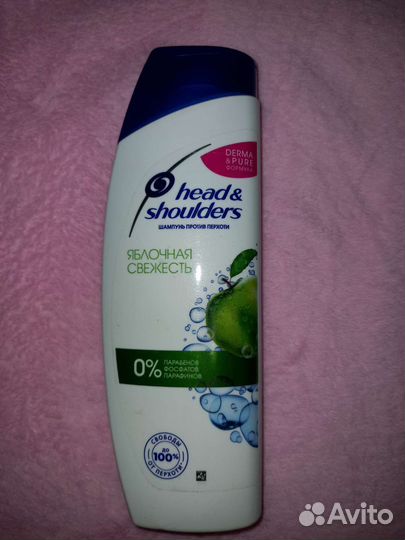 DERMA
& PURE
ФОРМУЛА
head &
shoulders
ШАМПУНЬ ПРОТИВ ПЕРХОТИ
ЯБЛОЧНАЯ
СВЕЖЕСТЬ
0%
ПАРАБЕНОВ
ФОСФАТОВ
ПАРАФИНОВ
СВОБОДЫ
ДО
100%
ОТ ПЕРХОТИ
Avito